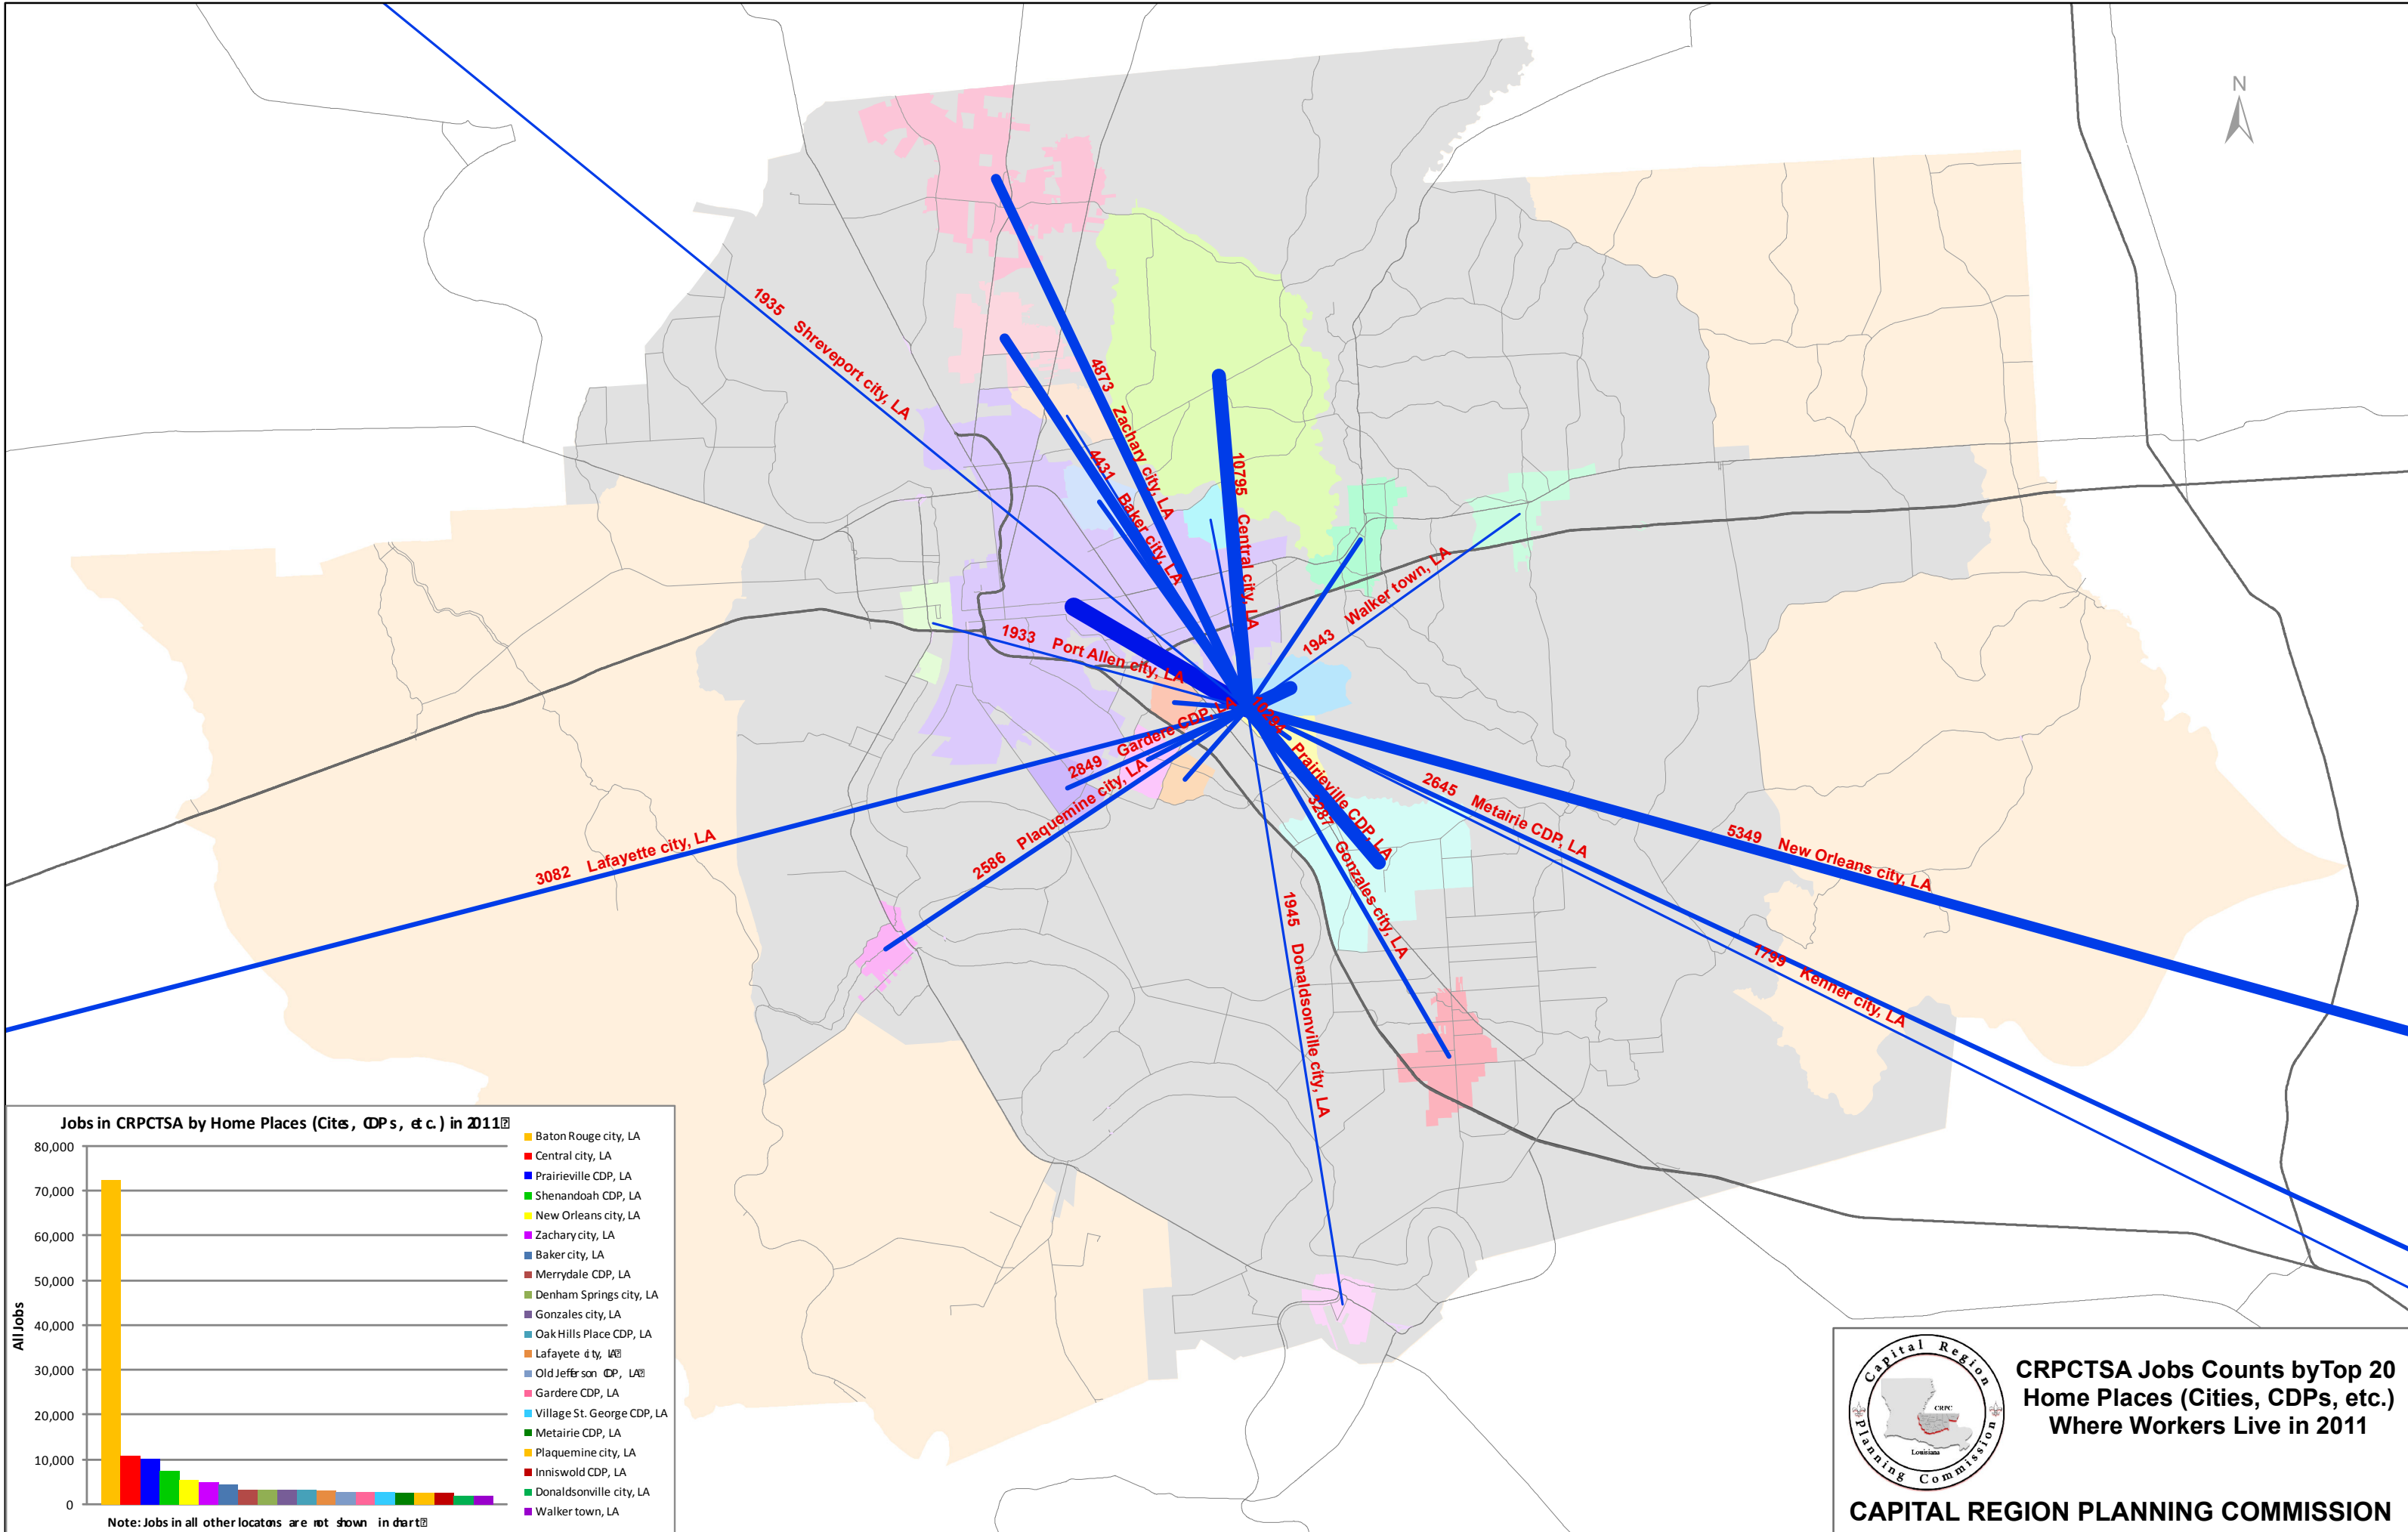 N
1935 Shreveport city, LA
4873 Zachary city, LA
4431 Baker city, LA
10795 Central city, LA
1943 Walker town, LA
1933 Port Allen city, LA
2849 Gardere CDP, LA
2586 Plaquemine city, LA
3082 Lafayette city, LA
Prairieville CDP, LA
3287 Gonzales city, LA
2645 Metairie CDP, LA
5349 New Orleans city, LA
1799 Kenner city, LA
1945 Donaldsonville city, LA
Jobs in CRPCTSA by Home Places (Cites, CDPs, etc.) in 2011
80,000
70,000
60,000
50,000
40,000
30,000
20,000
10,000
0
All Jobs
Baton Rouge city, LA
Central city, LA
Prairieville CDP, LA
Shenandoah CDP, LA
New Orleans city, LA
Zachary city, LA
Baker city, LA
Merrydale CDP, LA
Denham Springs city, LA
Gonzales city, LA
Oak Hills Place CDP, LA
Lafayete city, LA
Old Jefferson CDP, LA
Gardere CDP, LA
Village St. George CDP, LA
Metairie CDP, LA
Plaquemine city, LA
Inniswold CDP, LA
Donaldsonville city, LA
Walker town, LA
Note: Jobs in all other locatons are not shown in chart
Capital Region
Planning Commission
CRPC
Louisiana
CRPCTSA Jobs Counts byTop 20
Home Places (Cities, CDPs, etc.)
Where Workers Live in 2011
CAPITAL REGION PLANNING COMMISSION